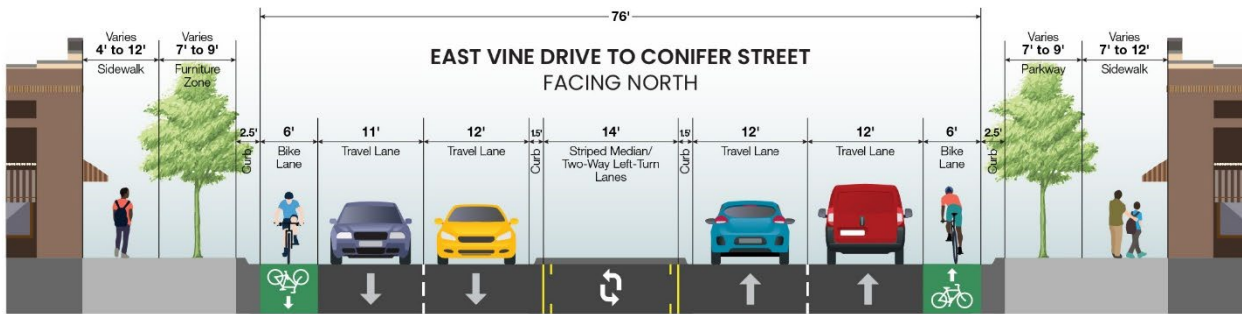 76'
Varies
4' to 12'
Sidewalk
Varies
7' to 9'
Furniture
Zone
EAST VINE DRIVE TO CONIFER STREET
FACING NORTH
Varies
7' to 9'
Parkway
Varies
7' to 12'
Sidewalk
2.5'
Curb
6'
Bike
Lane
11'
Travel Lane
12'
Travel Lane
1.5'
Curb
14'
Striped Median/
Two-Way Left-Turn
Lanes
1.5'
Curb
12'
Travel Lane
12'
Travel Lane
6'
Bike
Lane
2.5'
Curb